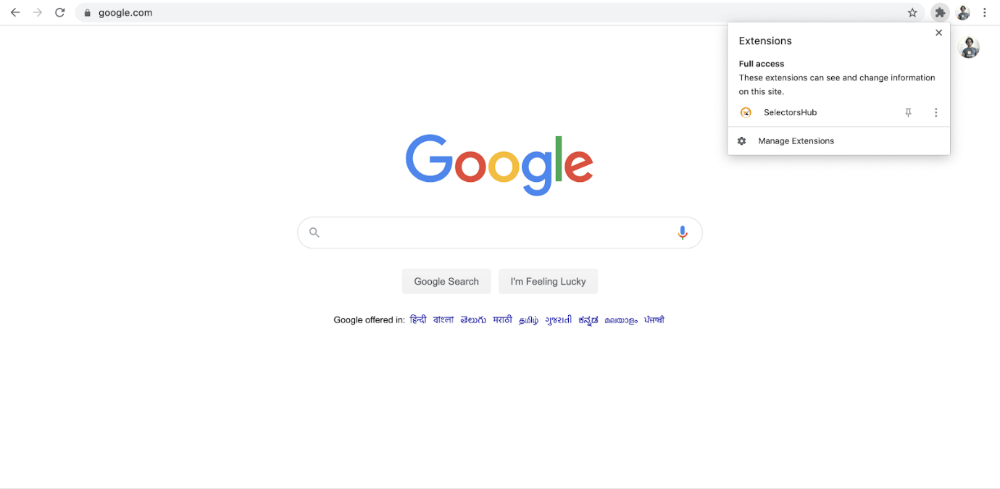 google.com
Extensions
Full access
These extensions can see and change information
on this site.
SelectorsHub
Manage Extensions
Google
Google Search
I'm Feeling Lucky
Google offered in: हिन्दी বাংলা తెలుగు मराठी தமிழ் ગુજરાતી ಕನ್ನಡ മലയാളം ਪੰਜਾਬੀ